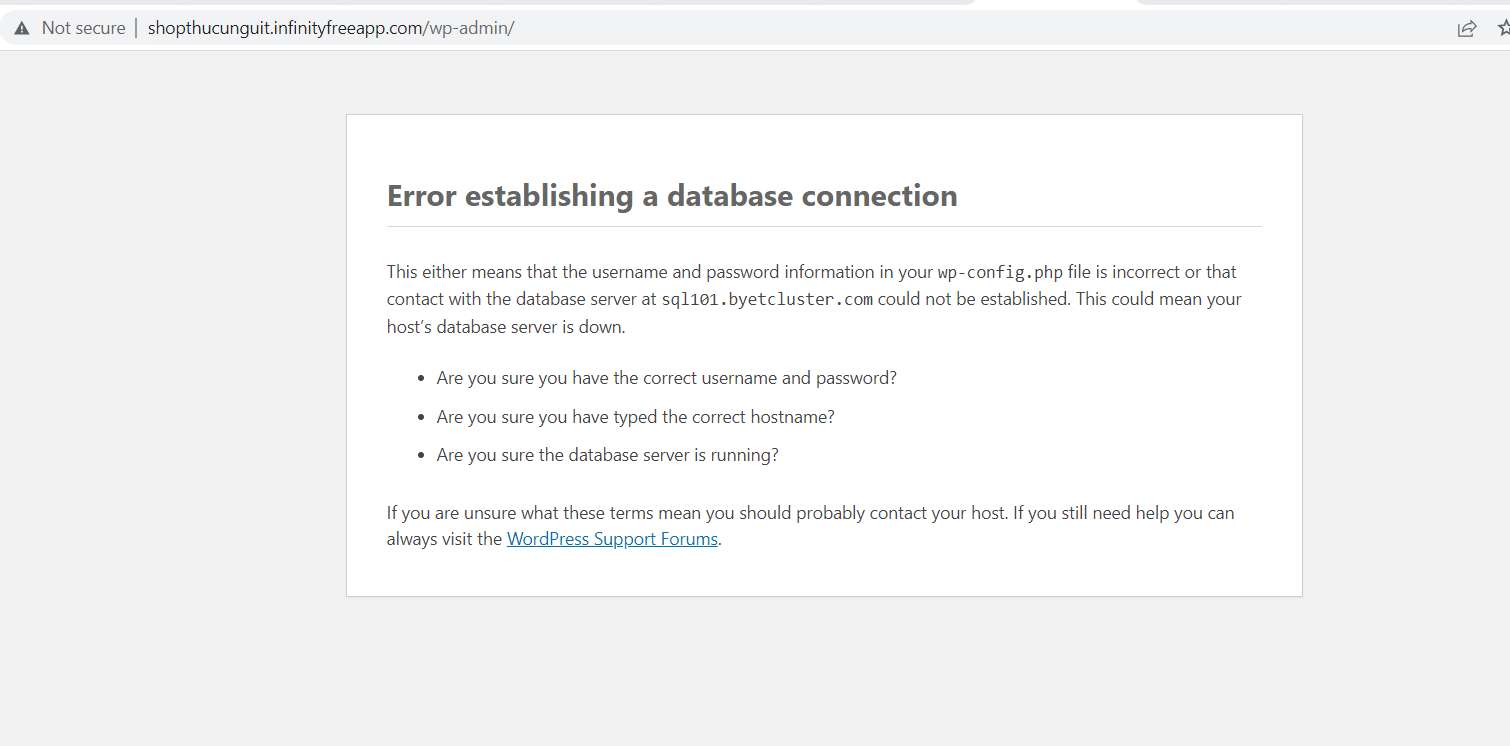 Not secure | shopthucunguit.infinityfreeapp.com/wp-admin/
Error establishing a database connection
This either means that the username and password information in your wp-config.php file is incorrect or that
contact with the database server at sql101.byetcluster.com could not be established. This could mean your
host’s database server is down.
• Are you sure you have the correct username and password?
• Are you sure you have typed the correct hostname?
• Are you sure the database server is running?
If you are unsure what these terms mean you should probably contact your host. If you still need help you can
always visit the WordPress Support Forums.